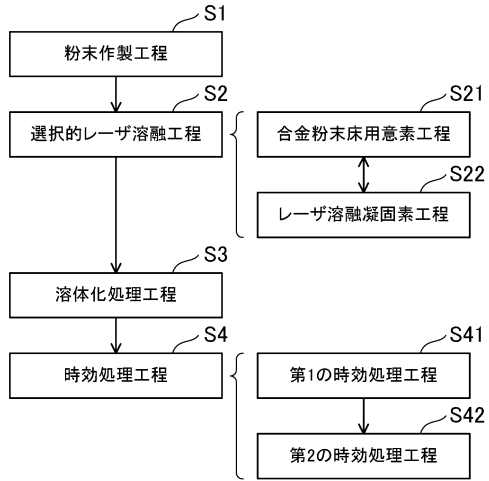 S1
粉末作製工程
S2
選択的レーザ溶融工程
S21
合金粉末床用意素工程
S22
レーザ溶融凝固素工程
S3
溶体化処理工程
S4
時効処理工程
S41
第1の時効処理工程
S42
第2の時効処理工程